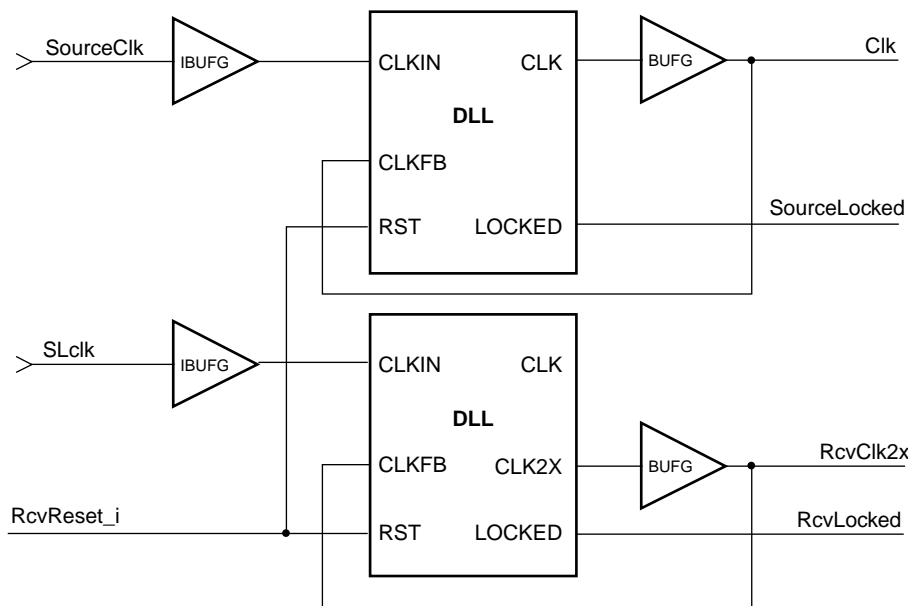 SourceClk
IBUFG
CLKIN
CLK
BUFG
Clk
DLL
CLKFB
SourceLocked
RST
LOCKED
SLclk
IBUFG
CLKIN
CLK
DLL
CLKFB
CLK2X
BUFG
RcvClk2x
RcvReset_i
RST
LOCKED
RcvLocked